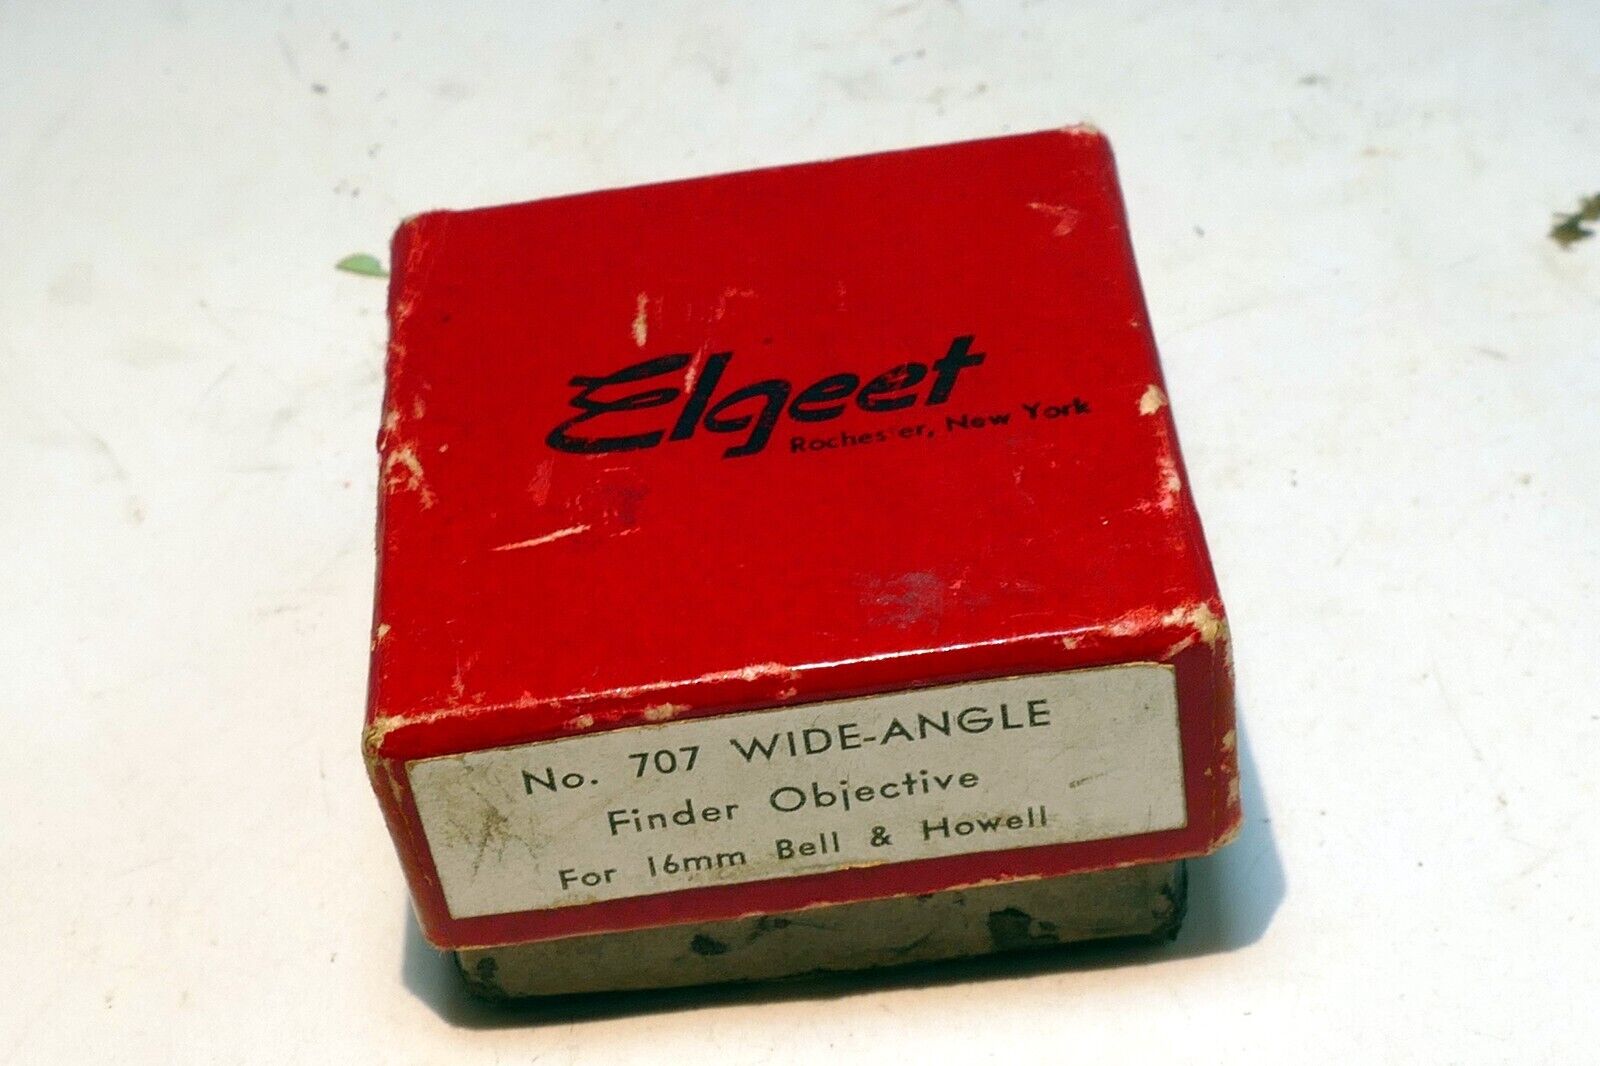 Elgeet
Rochester, New York
No. 707 WIDE-ANGLE
Finder Objective
For 16mm Bell & Howell